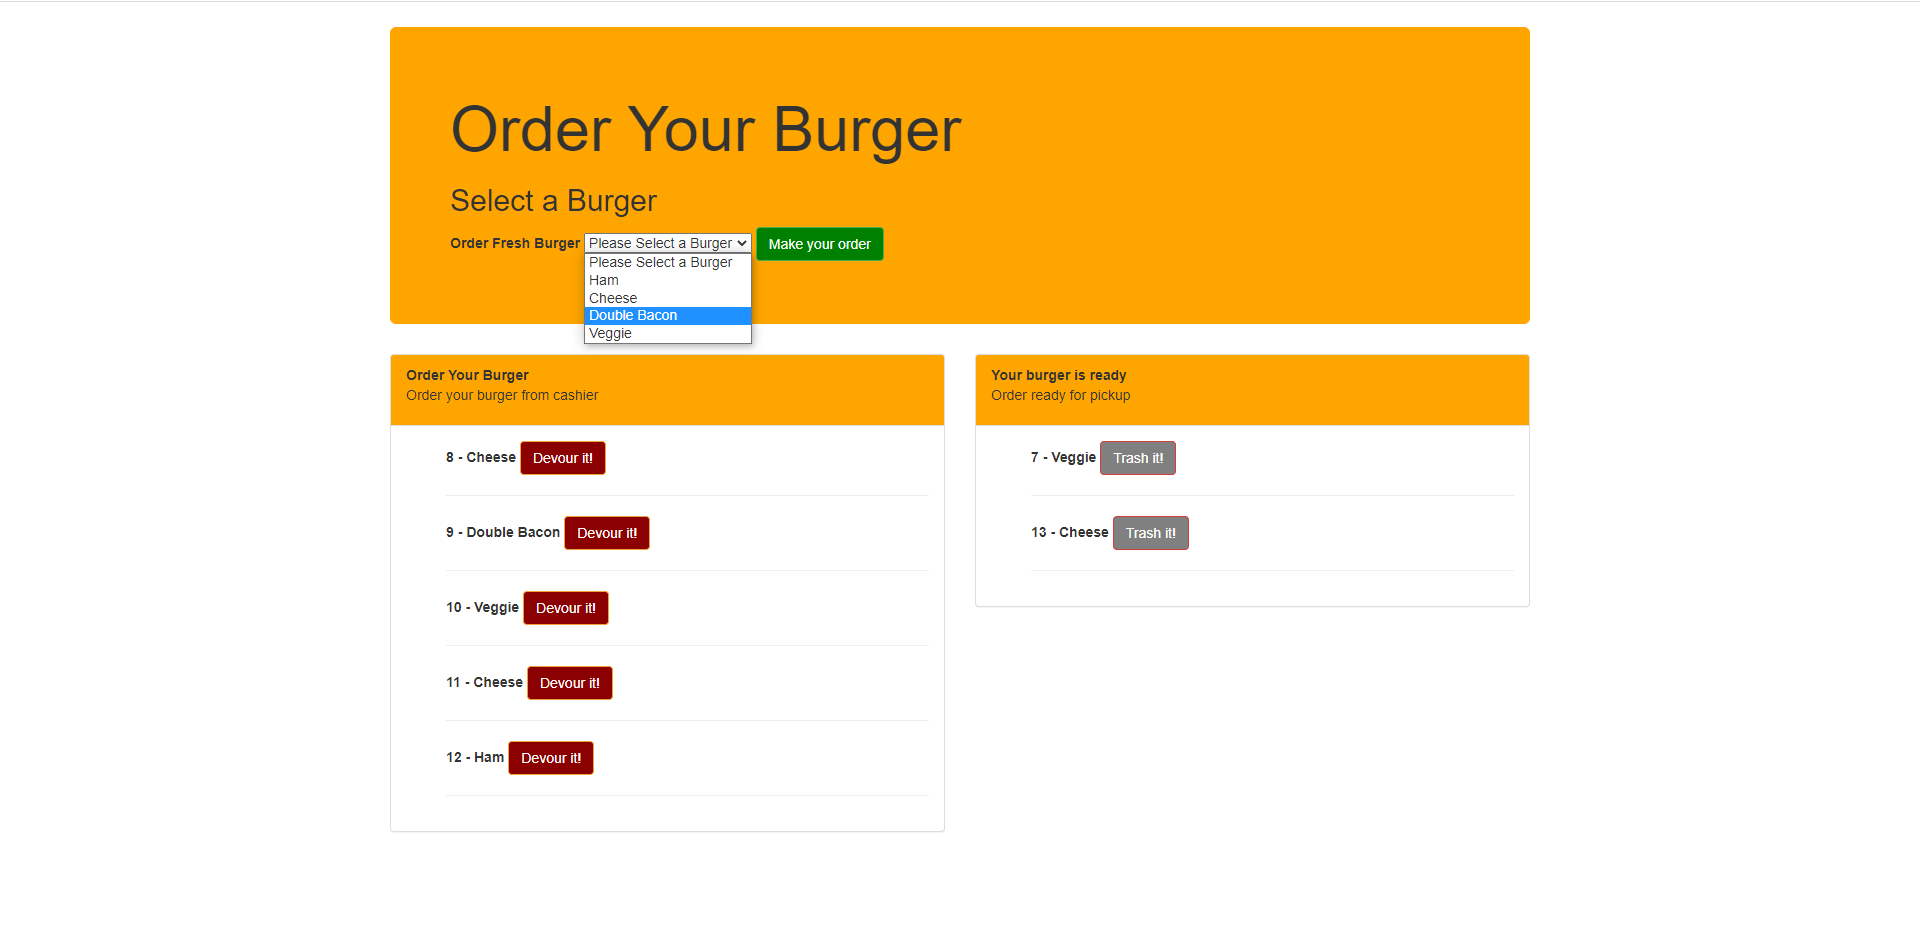 Order Your Burger
Select a Burger
Order Fresh Burger Please Select a Burger Make your order
Please Select a Burger
Ham
Cheese
Double Bacon
Veggie
Order Your Burger
Order your burger from cashier
8 - Cheese Devour it!
9 - Double Bacon Devour it!
10 - Veggie Devour it!
11 - Cheese Devour it!
12 - Ham Devour it!
Your burger is ready
Order ready for pickup
7 - Veggie Trash it!
13 - Cheese Trash it!